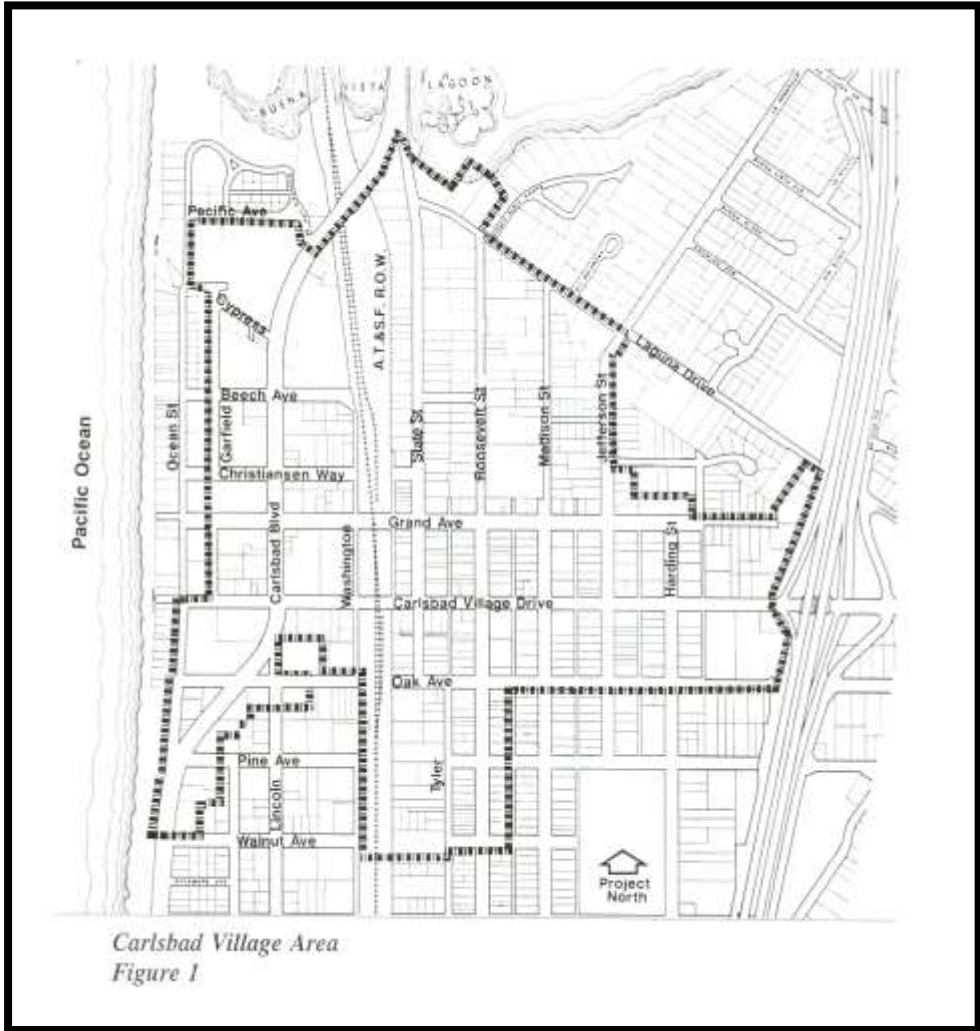 BUENA VISTA LAGOON
Pacific Ave
A.T.&S.F. R.O.W.
Cypress
Laguna Drive
Beech Ave
Ocean St
Garfield
State St
Roosevelt St
Madison St
Jefferson St
Christiansen Way
Pacific Ocean
Grand Ave
Carlsbad Blvd
Washington
Harding St
Carlsbad Village Drive
Oak Ave
Pine Ave
Tyler
Lincoln
Walnut Ave
Project
North
Carlsbad Village Area
Figure 1